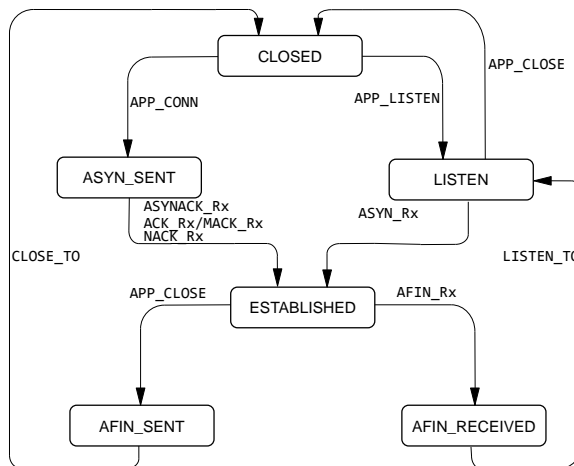 CLOSED
APP_CLOSE
APP_CONN
APP_LISTEN
ASYN_SENT
LISTEN
ASYNACK_Rx
ACK_Rx/MACK_Rx
NACK_Rx
ASYN_Rx
CLOSE_TO
LISTEN_TO
APP_CLOSE
ESTABLISHED
AFIN_Rx
AFIN_SENT
AFIN_RECEIVED